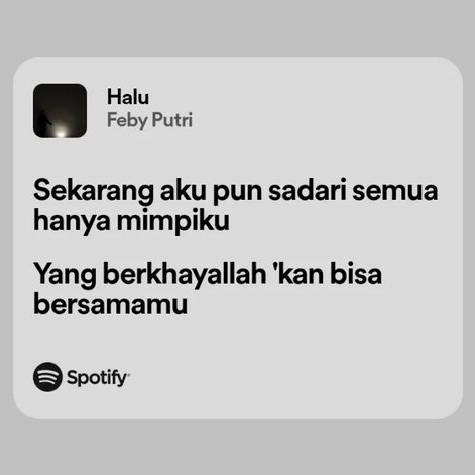 Halu
Feby Putri
Sekarang aku pun sadari semua
hanya mimpiku
Yang berkhayallah 'kan bisa
bersamamu
Spotify